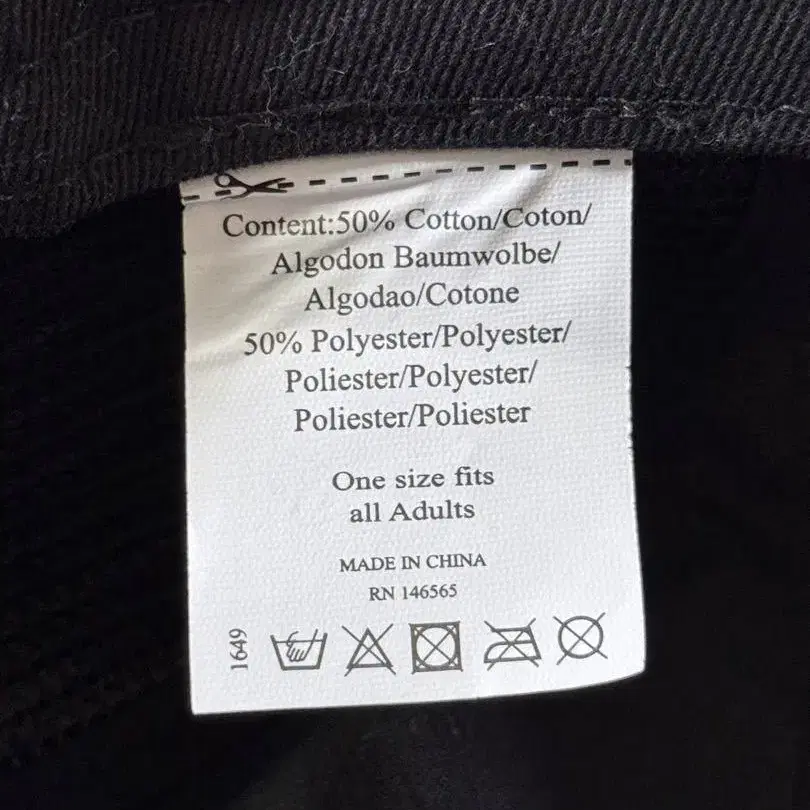 Content:50% Cotton/Coton/
Algodon Baumwolbe/
Algodao/Cotone
50% Polyester/Polyester/
Poliester/Polyester/
Poliester/Poliester
One size fits
all Adults
MADE IN CHINA
RN 146565
1649